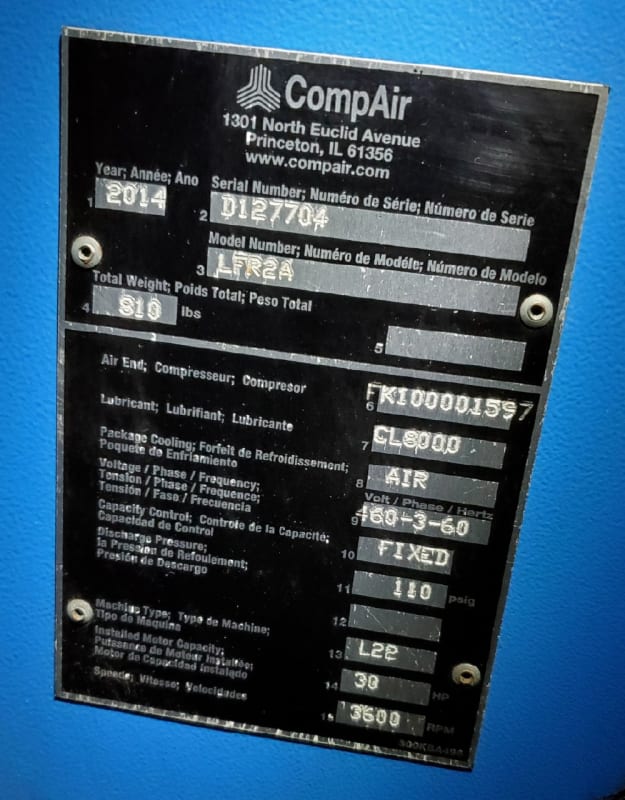 CompAir
1301 North Euclid Avenue
Princeton, IL 61356
www.compair.com
Year; Année; Ano
1 2014
Serial Number; Numéro de Série; Número de Serie
2 D127704
Model Number; Numéro de Modéle; Número de Modelo
3 LFR2A
Total Weight; Poids Total; Peso Total
4 810 lbs
5
Air End; Compresseur; Compresor
6 FK100001597
Lubricant; Lubrifiant; Lubricante
7 CL8000
Package Cooling; Forfeit de Refroidissement;
Poquete de Enfriamiento
8 AIR
Voltage / Phase / Frequency;
Tension / Phase / Frequence;
Tensión / Fase / Frecuencia
Volt / Phase / Hertz
9 460-3-60
Capacity Control; Controle de la Capacité;
Capacidad de Control
10 FIXED
Discharge Pressure;
la Pression de Refoulement;
Presión de Descargo
11 110 psig
12
Machine Type; Type de Machine;
Tipo de Maquina
13 L22
Installed Motor Capacity;
Puissance de Moteur Installée;
Motor de Capacidad Instalado
14 30 HP
Speeds; Vitesse; Velocidades
15 3600 RPM